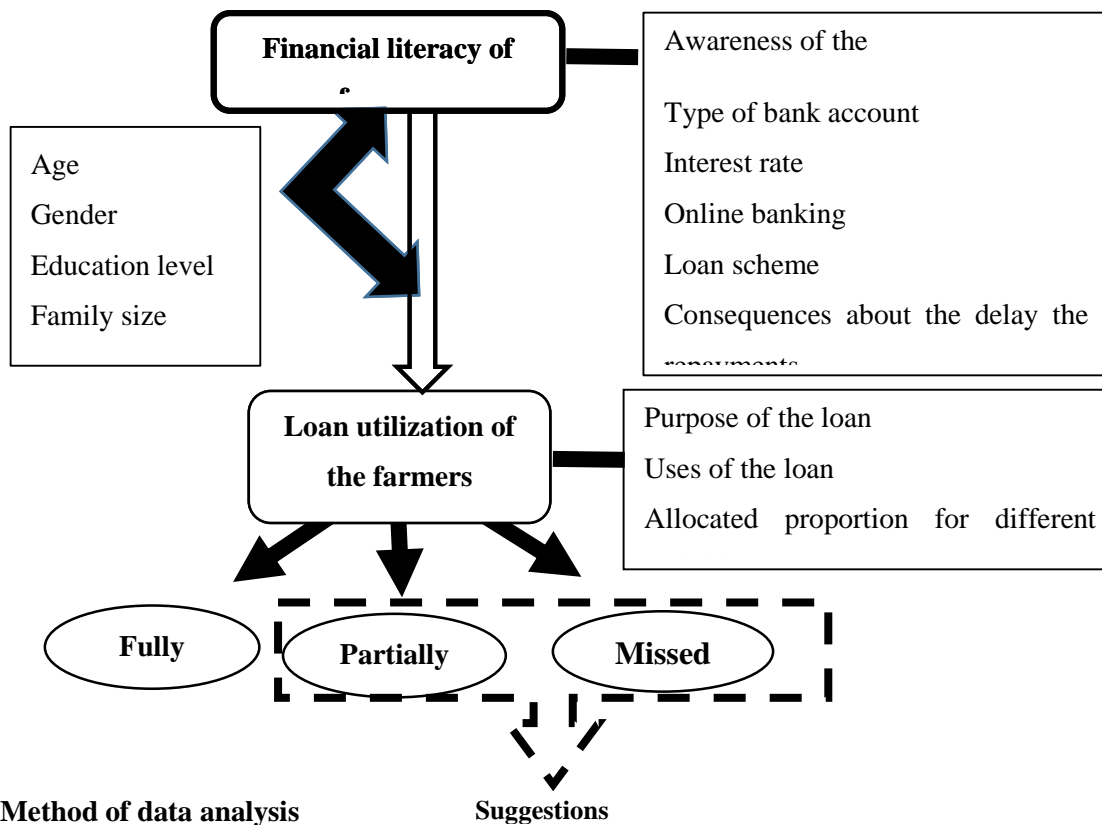 Financial literacy of
Awareness of the
Type of bank account
Interest rate
Online banking
Loan scheme
Consequences about the delay the
repayments
Age
Gender
Education level
Family size
Loan utilization of
the farmers
Purpose of the loan
Uses of the loan
Allocated proportion for different
Fully
Partially
Missed
Method of data analysis
Suggestions